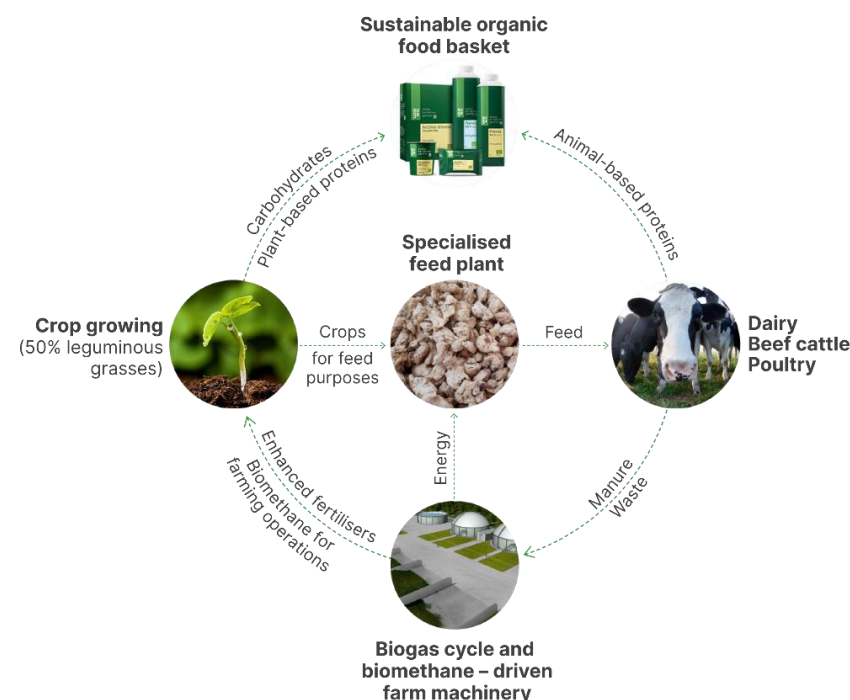 Sustainable organic
food basket
Carbohydrates
Plant-based proteins
Animal-based proteins
Specialised
feed plant
Crop growing
(50% leguminous
grasses)
Crops
for feed
purposes
Feed
Dairy
Beef cattle
Poultry
Energy
Enhanced fertilisers
Biomethane for
farming operations
Manure
Waste
Biogas cycle and
biomethane – driven
farm machinery